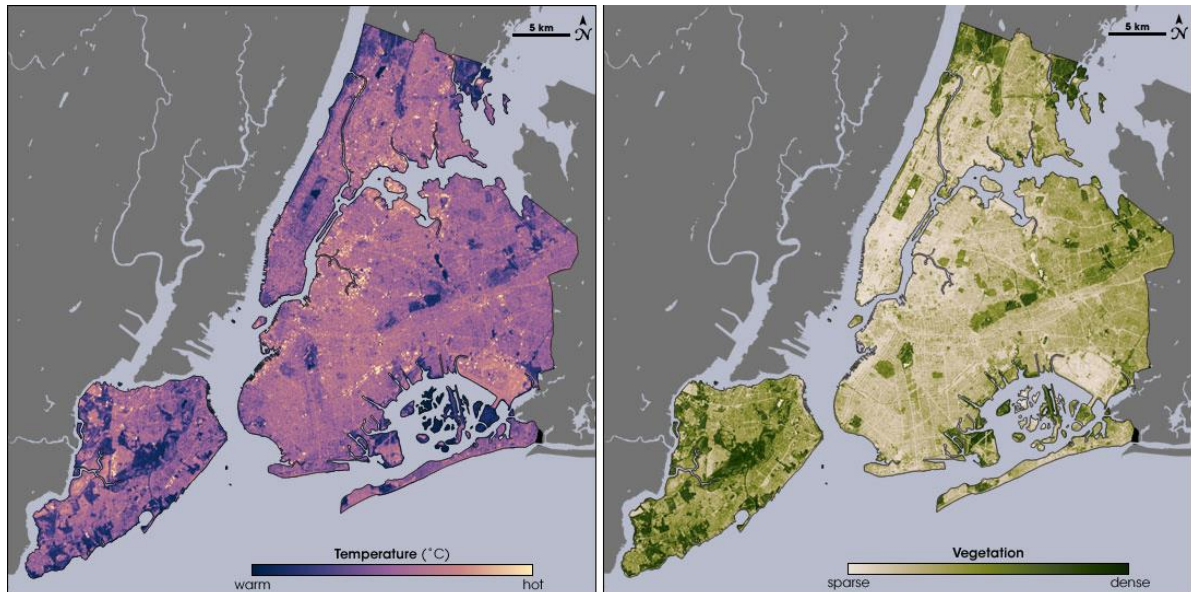 5 km
N
Temperature (°C)
warm
hot
5 km
N
Vegetation
sparse
dense